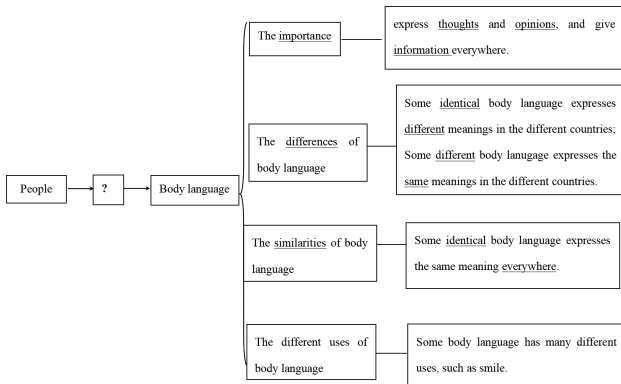 The importance
express thoughts and opinions, and give
information everywhere.
The differences of
body language
Some identical body language expresses
different meanings in the different countries;
Some different body lanugage expresses the
same meanings in the different countries.
People
?
Body language
The similarities of body
language
Some identical body language expresses
the same meaning everywhere.
The different uses of
body language
Some body language has many different
uses, such as smile.